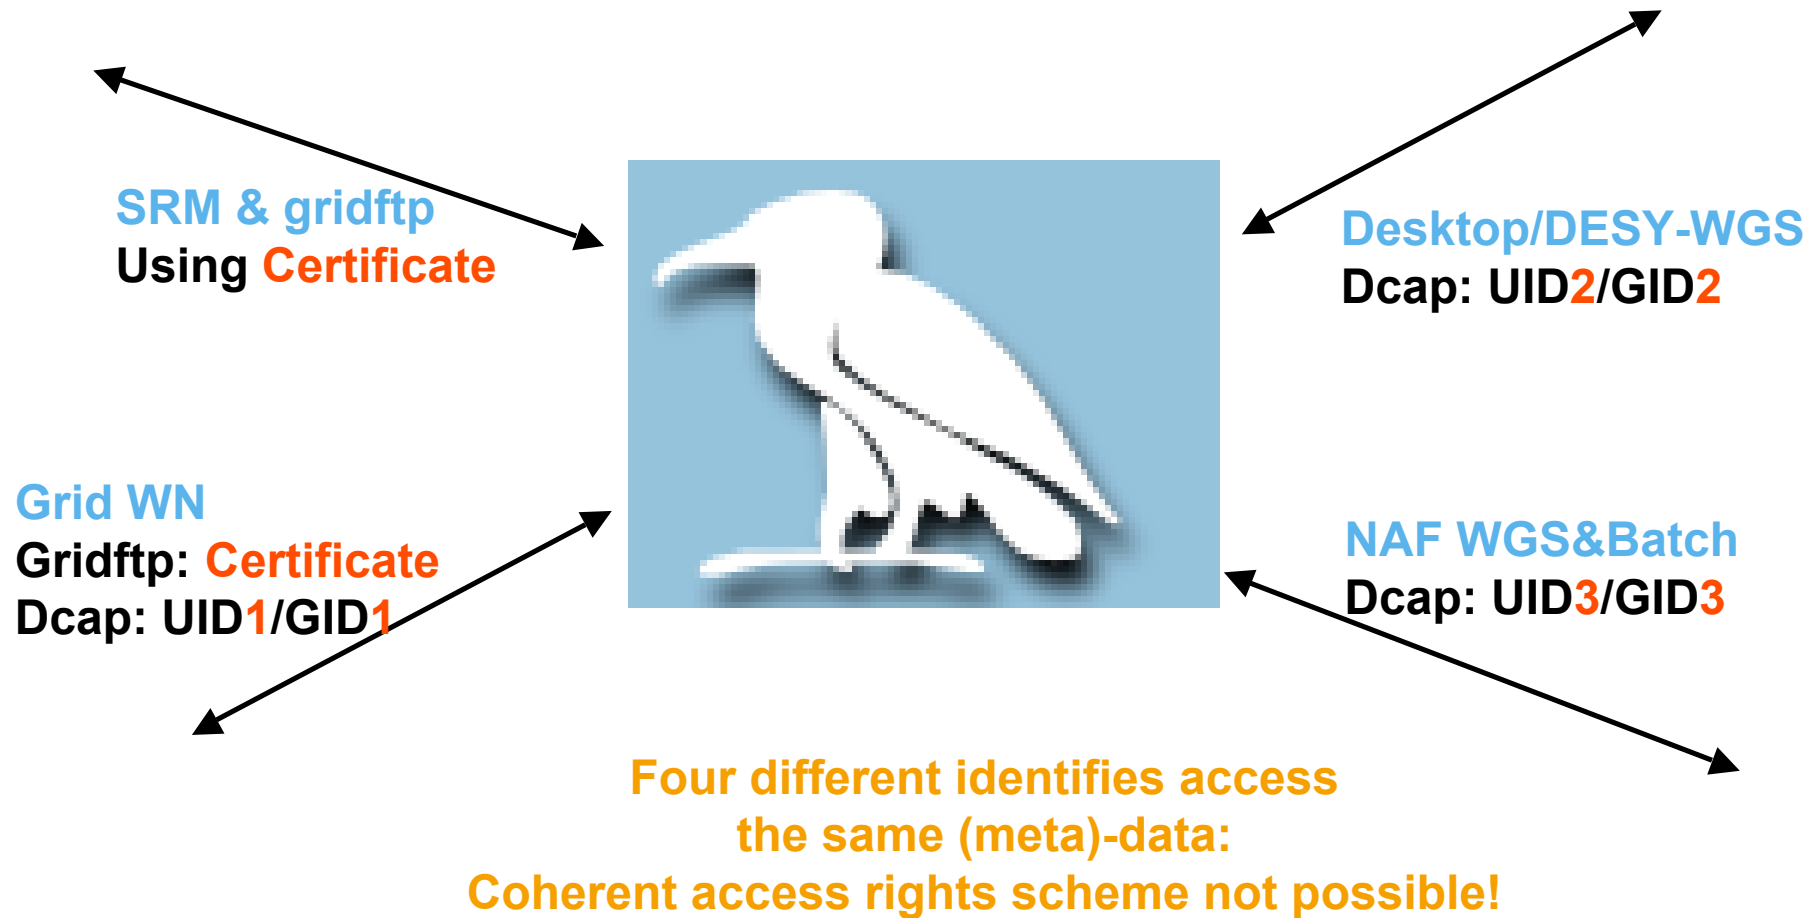 SRM & gridftp
Using Certificate
Desktop/DESY-WGS
Dcap: UID2/GID2
Grid WN
Gridftp: Certificate
Dcap: UID1/GID1
NAF WGS&Batch
Dcap: UID3/GID3
Four different identifies access
the same (meta)-data:
Coherent access rights scheme not possible!